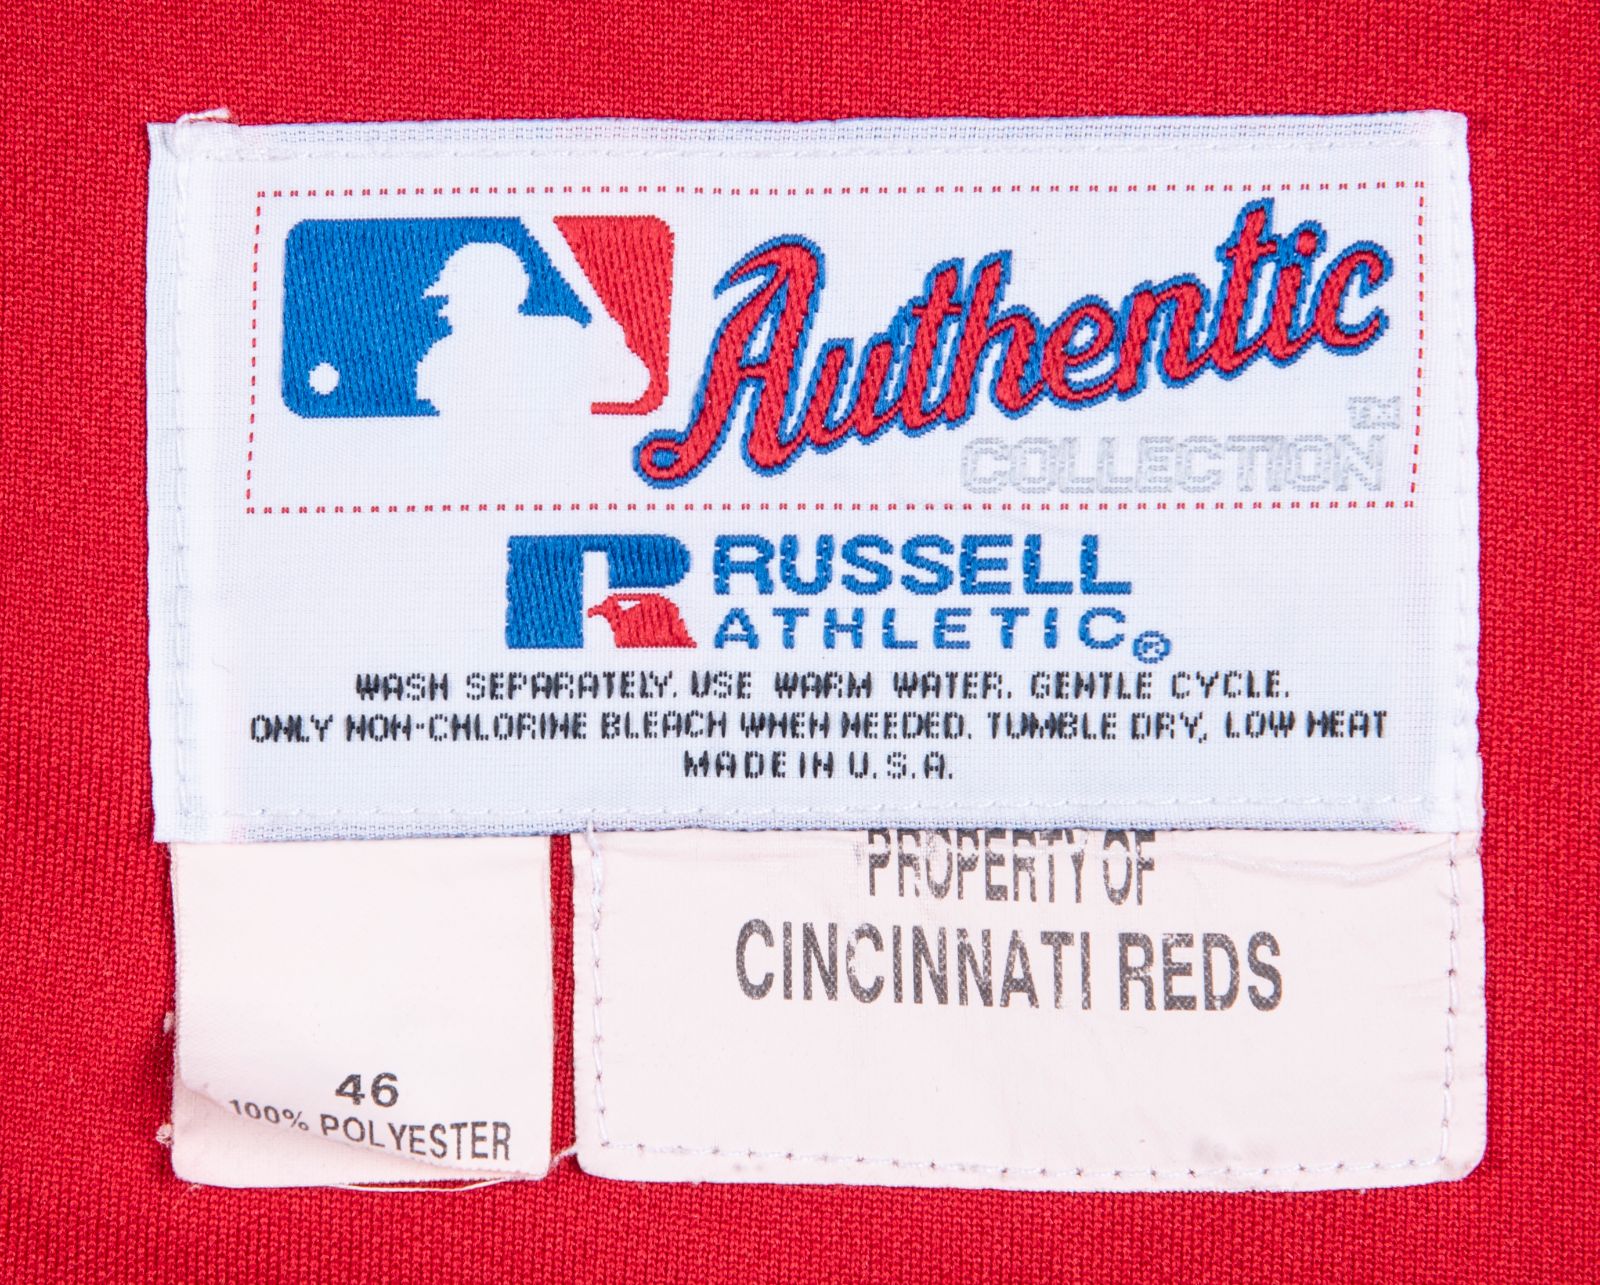 Authentic
COLLECTION™
RUSSELL
ATHLETIC®
WASH SEPARATELY. USE WARM WATER. GENTLE CYCLE.
ONLY NON-CHLORINE BLEACH WHEN NEEDED. TUMBLE DRY, LOW HEAT
MADE IN U.S.A.
PROPERTY OF
CINCINNATI REDS
46
100% POLYESTER